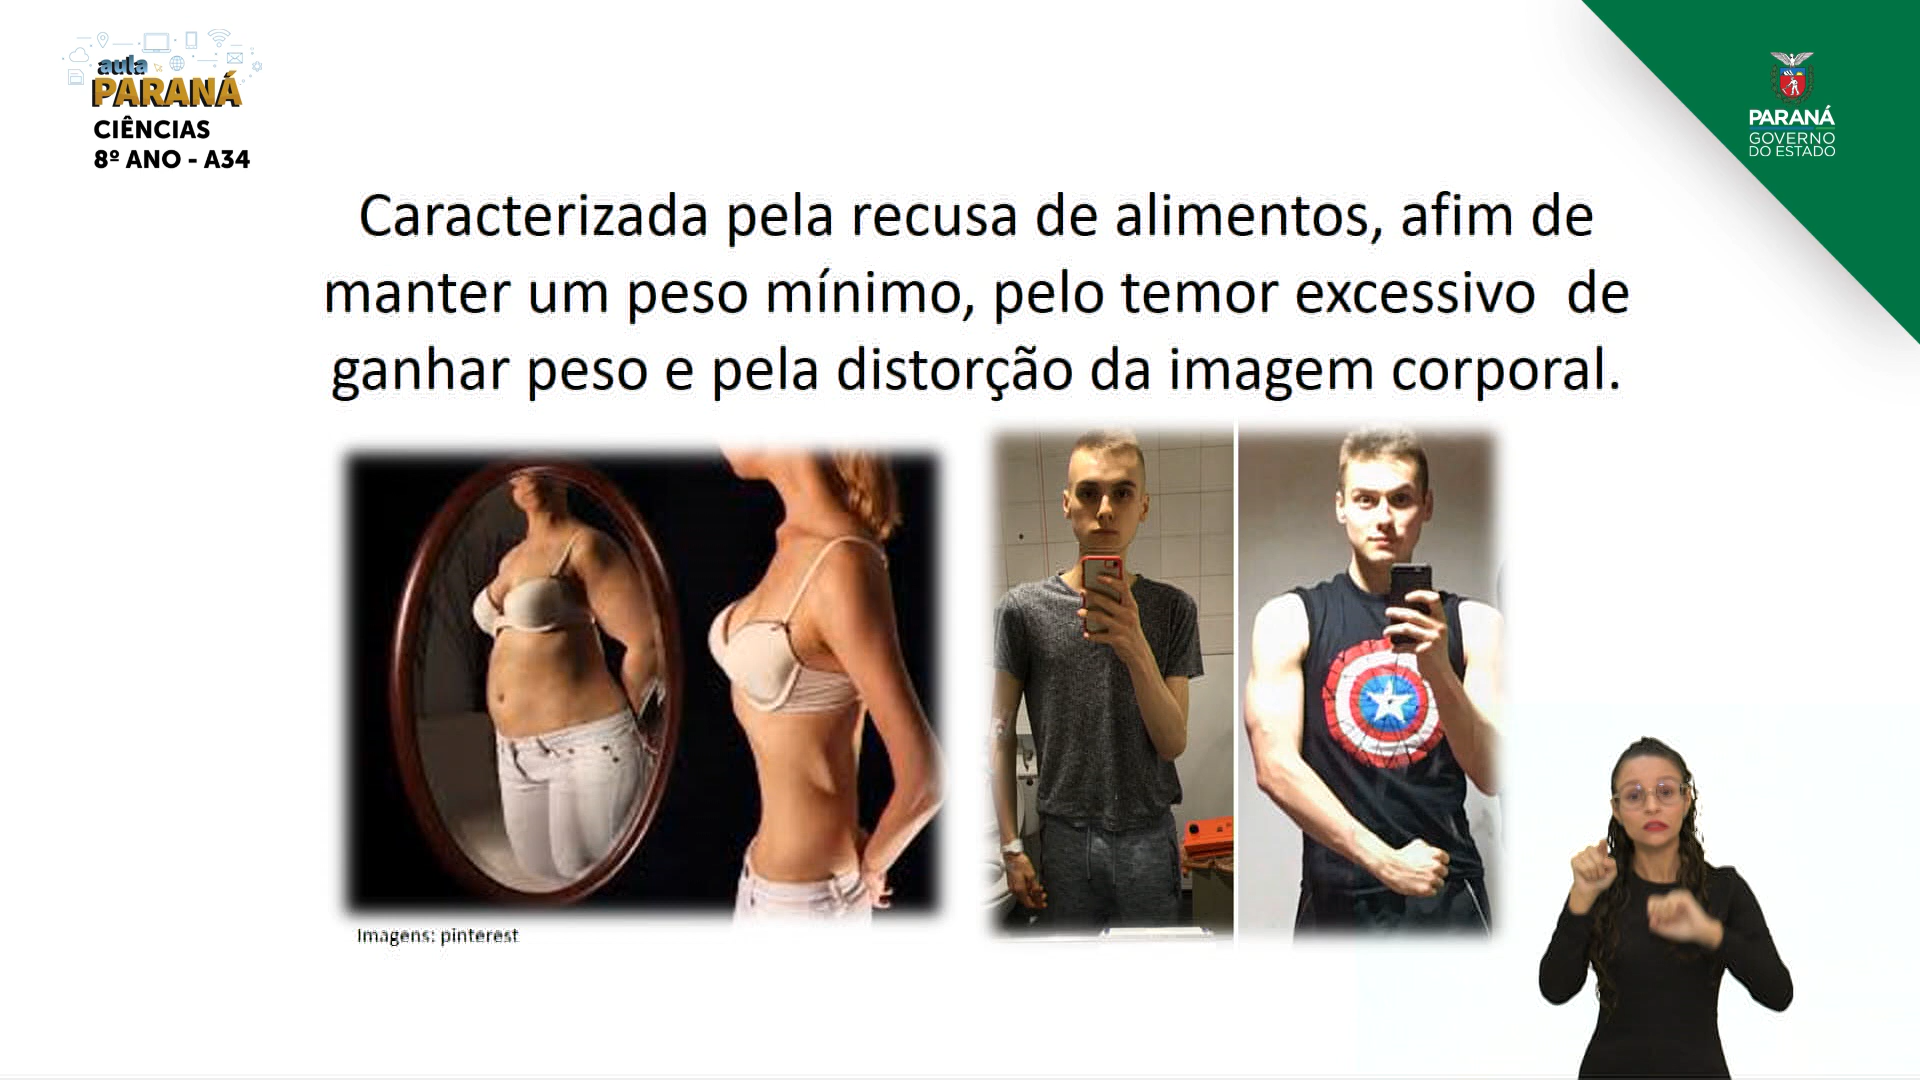 aula
PARANÁ
CIÊNCIAS
8º ANO - A34
PARANÁ
GOVERNO
DO ESTADO
Caracterizada pela recusa de alimentos, afim de
manter um peso mínimo, pelo temor excessivo  de
ganhar peso e pela distorção da imagem corporal.
Imagens: pinterest